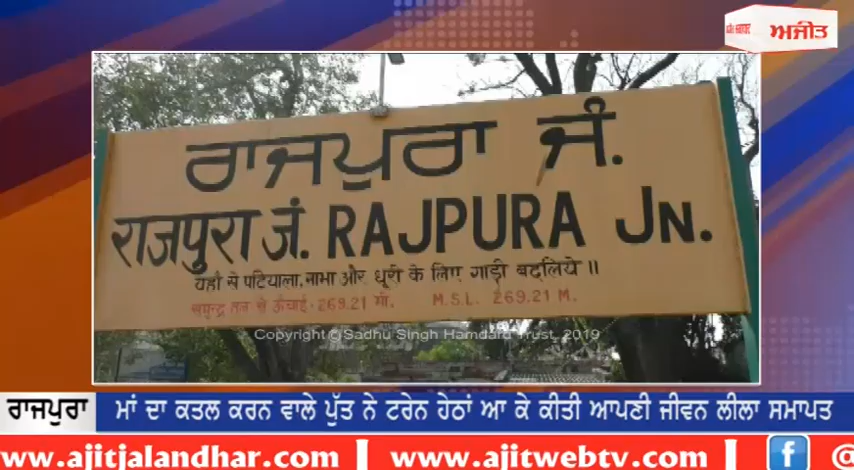 ਅਜੀਤ
ਰਾਜਪੁਰਾ ਜੰ.
राजपुरा जं. RAJPURA JN.
यहाँ से पटियाला, नाभा और धूरी के लिए गाड़ी बदलिये ॥
समुन्द्र तल से ऊँचाई - 269.21 मी. M.S.L. 269.21 M.
Copyright © Sadhu Singh Hamdard Trust, 2019
ਰਾਜਪੁਰਾ ਮਾਂ ਦਾ ਕਤਲ ਕਰਨ ਵਾਲੇ ਪੁੱਤ ਨੇ ਟਰੇਨ ਹੇਠਾਂ ਆ ਕੇ ਕੀਤੀ ਆਪਣੀ ਜੀਵਨ ਲੀਲਾ ਸਮਾਪਤ
www.ajitjalandhar.com | www.ajitwebtv.com | f @